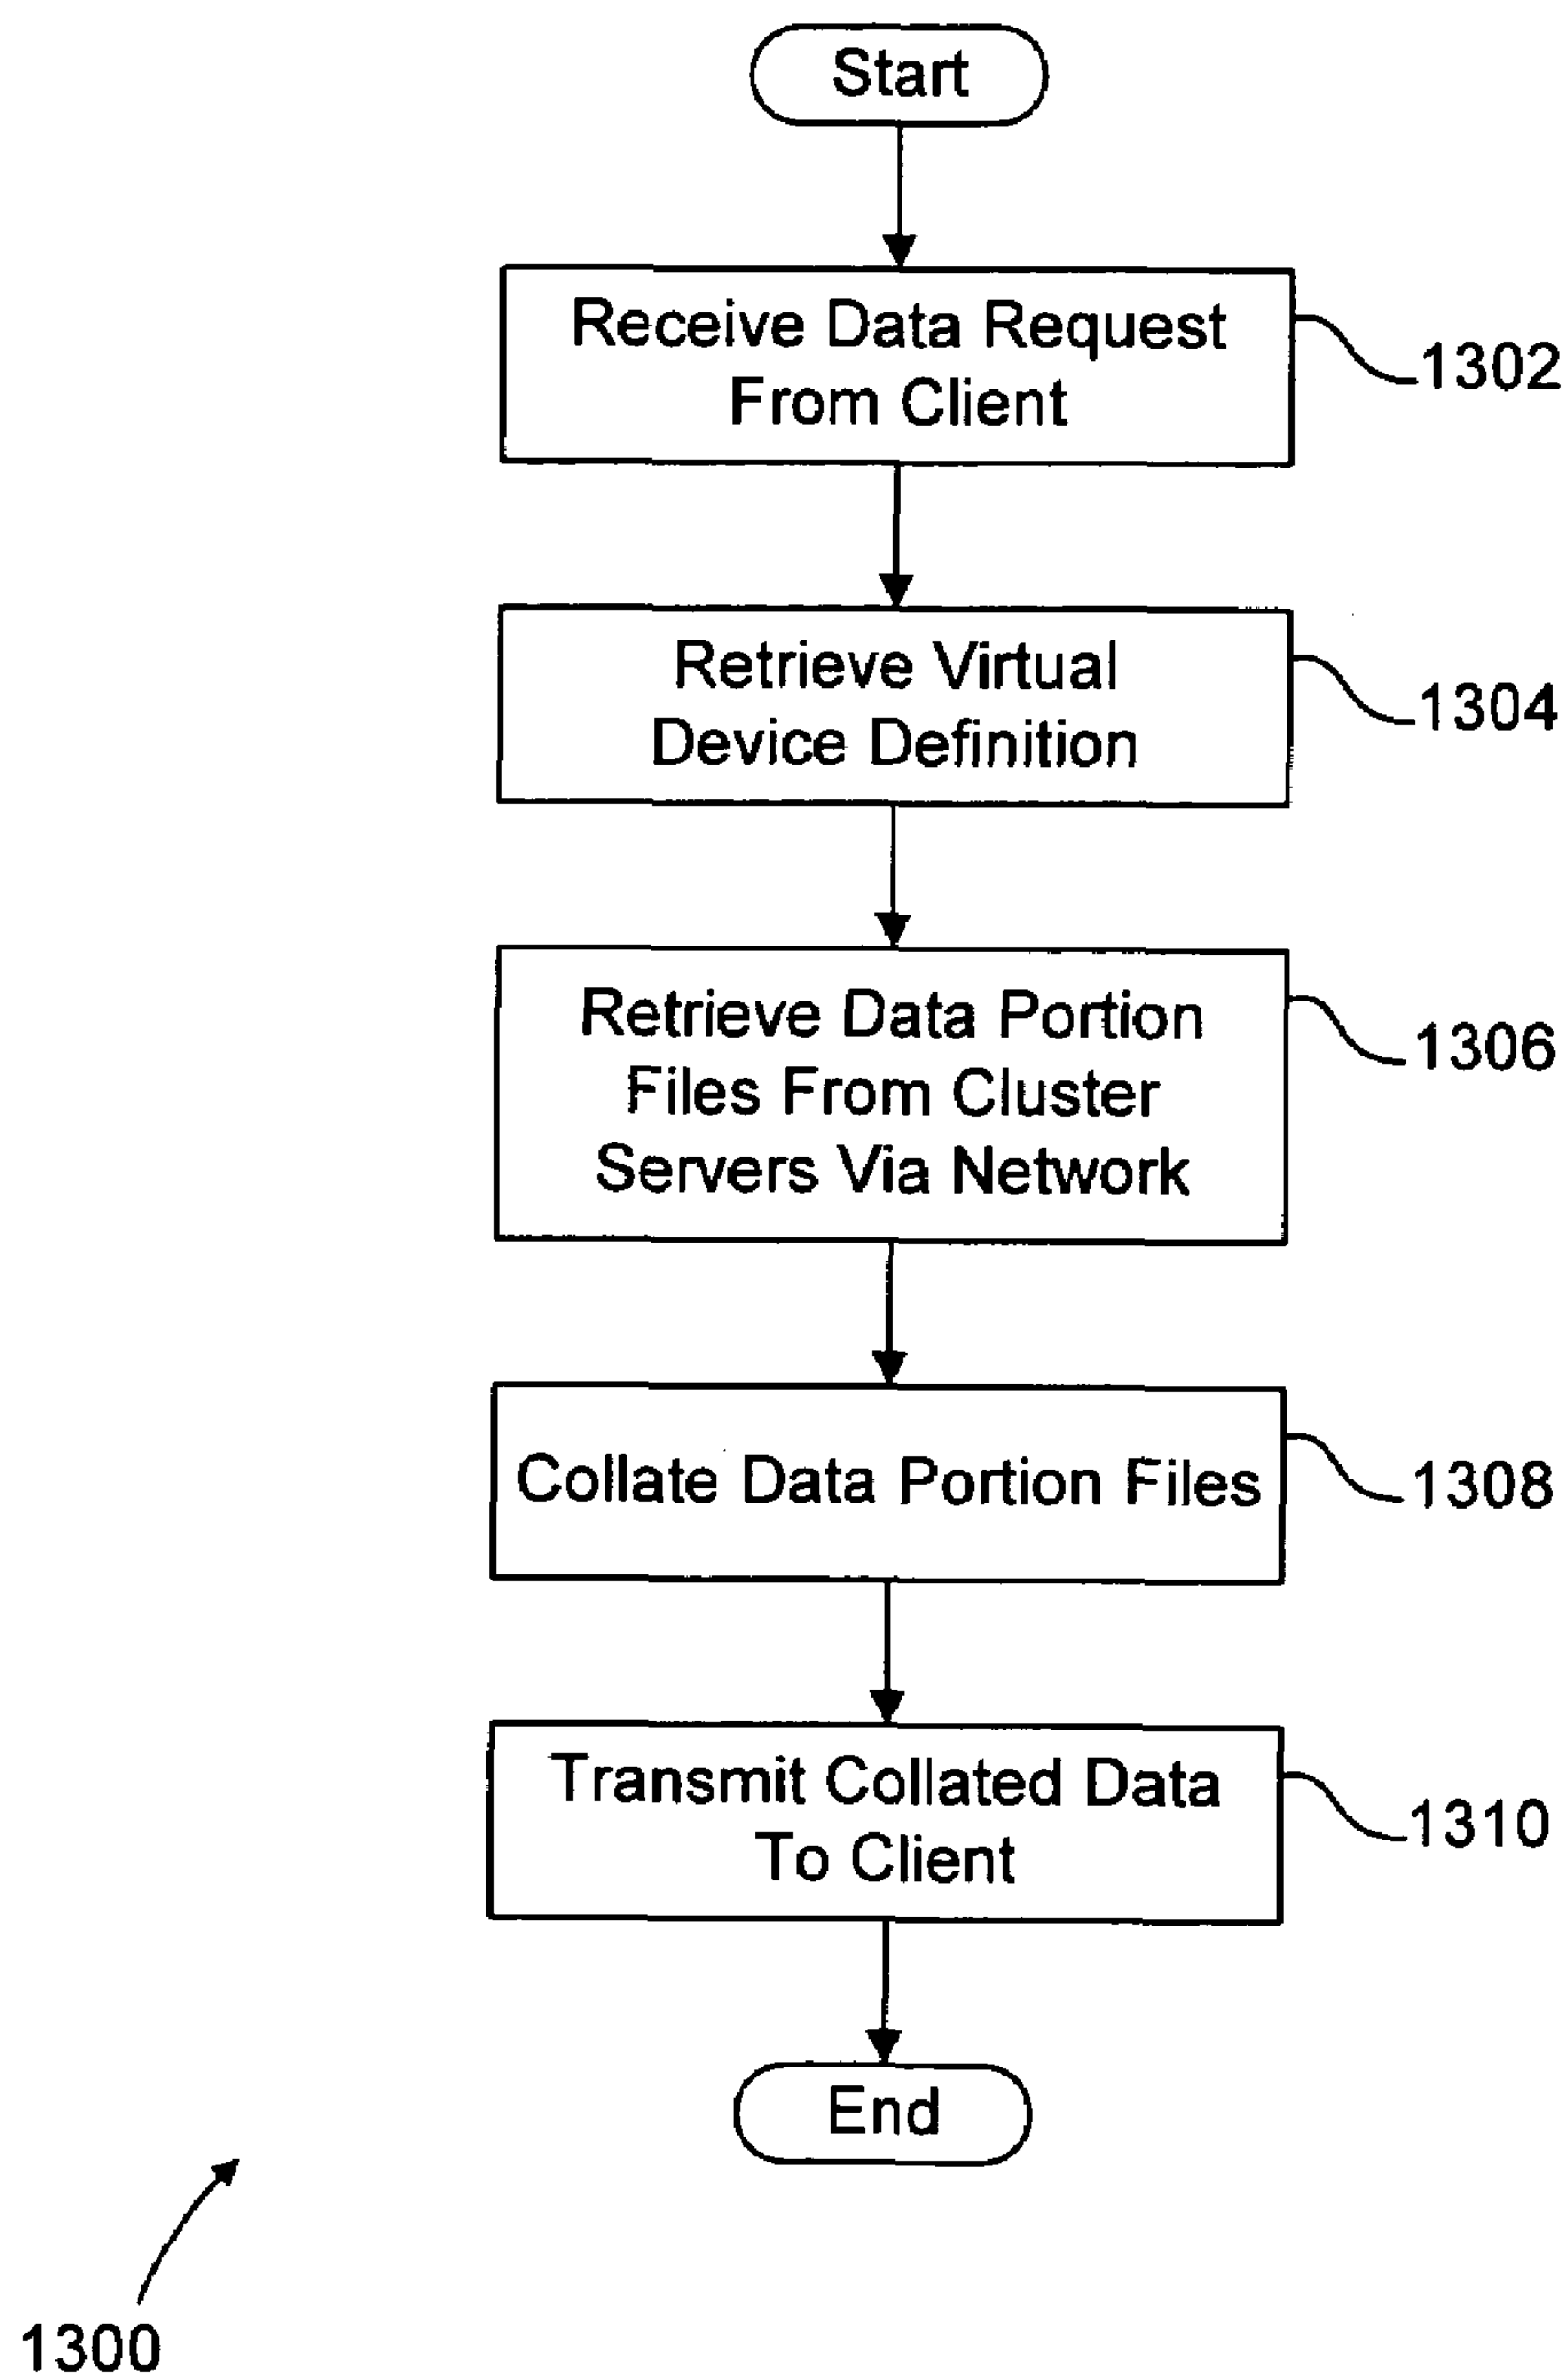 Start
Receive Data Request
From Client
1302
Retrieve Virtual
Device Definition
1304
Retrieve Data Portion
Files From Cluster
Servers Via Network
1306
Collate Data Portion Files
1308
Transmit Collated Data
To Client
1310
End
1300